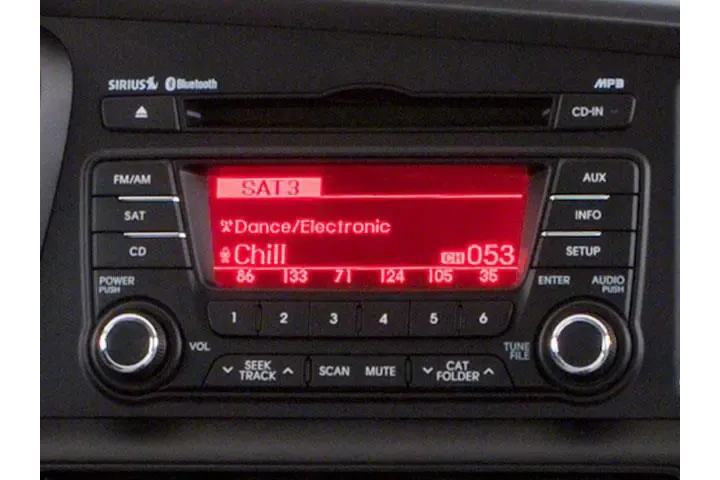 SIRIUS Bluetooth MP3
CD-IN
FM/AM SAT3 AUX
SAT Dance/Electronic INFO
CD Chill CH 053 SETUP
86 133 71 124 105 35
POWER PUSH ENTER AUDIO PUSH
1 2 3 4 5 6
VOL TUNE FILE
SEEK TRACK SCAN MUTE CAT FOLDER